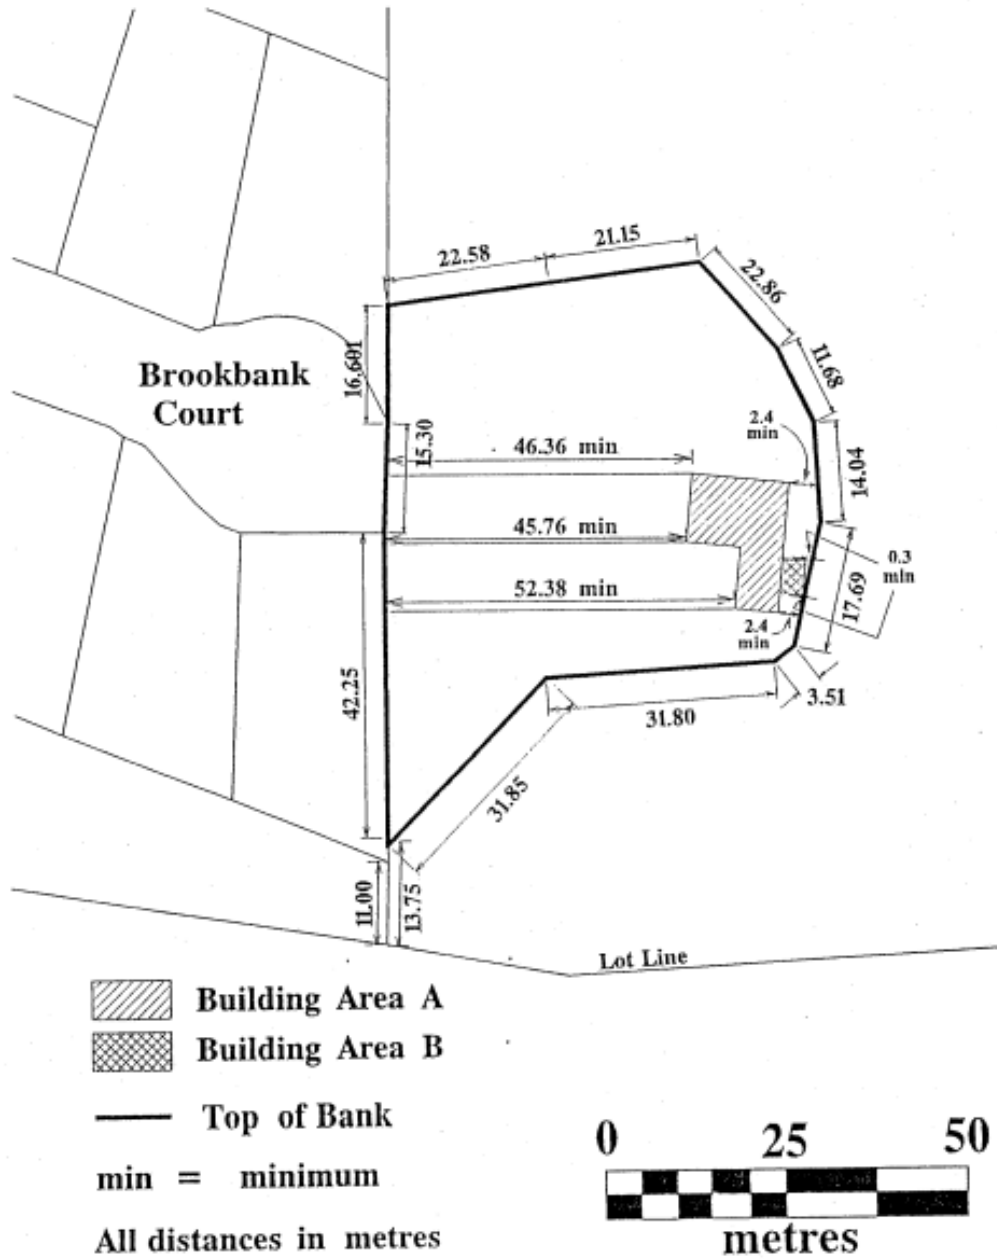 22.58
21.15
22.86
11.68
16.601
Brookbank
Court
15.30
2.4
min
46.36 min
14.04
45.76 min
0.3
min
52.38 min
17.69
2.4
min
42.25
3.51
31.80
31.85
11.00
13.75
Lot Line
Building Area A
Building Area B
Top of Bank
min = minimum
All distances in metres
0 25 50
metres